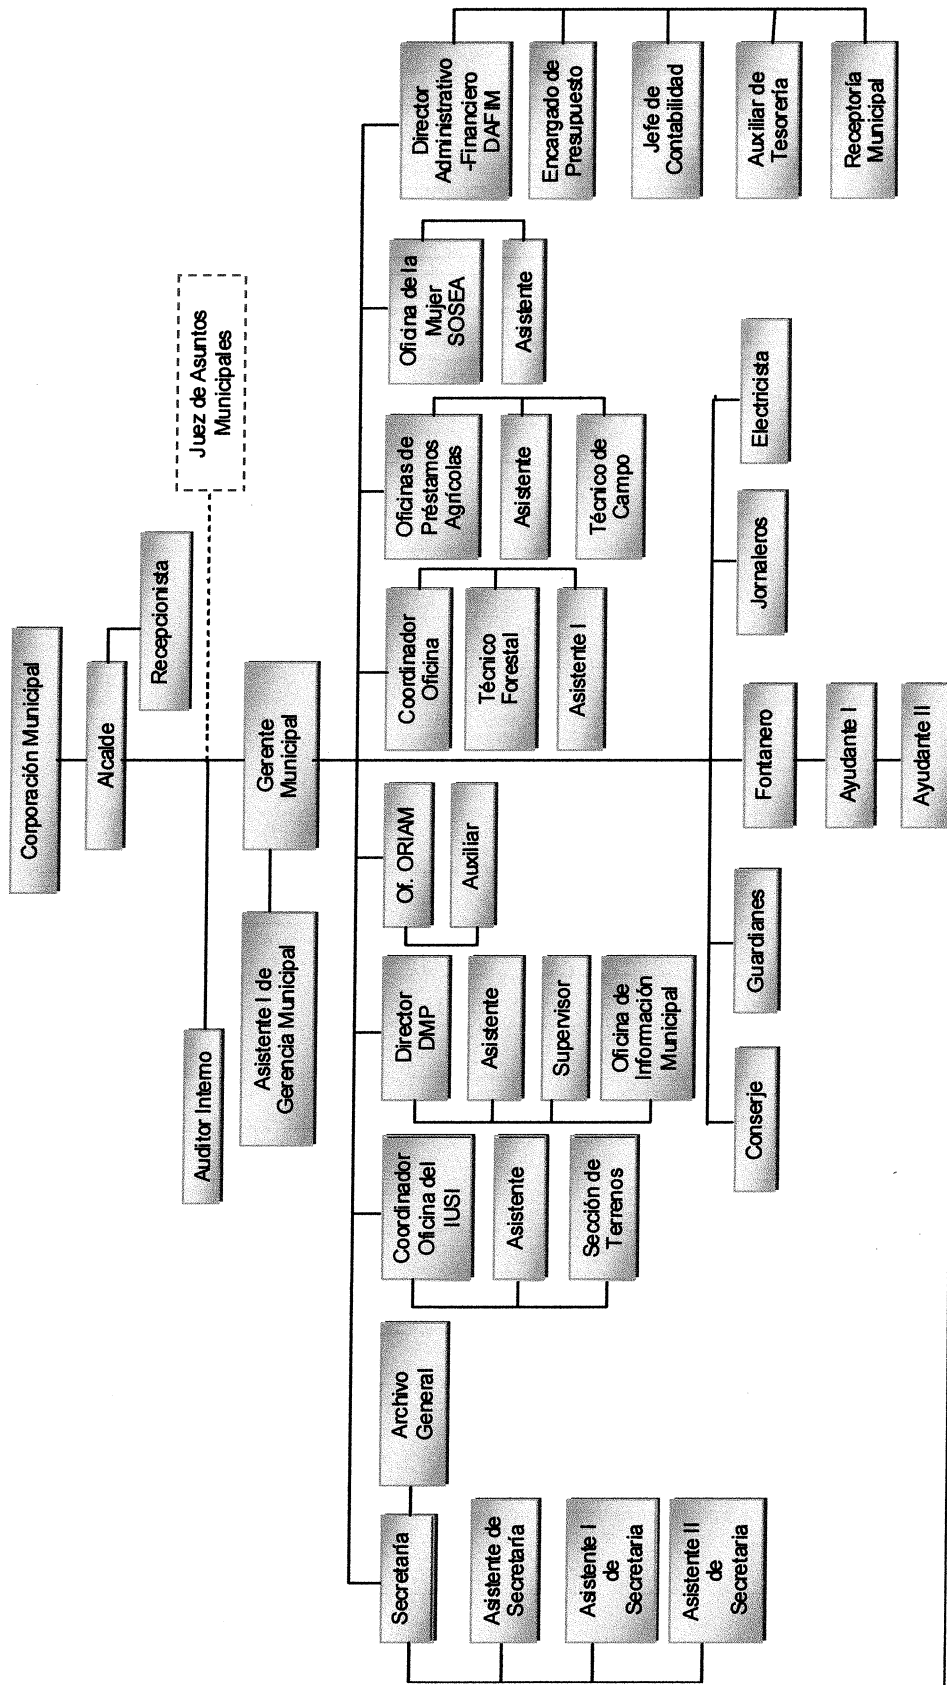 Corporación Municipal
Alcalde
Recepcionista
Juez de Asuntos
Municipales
Auditor Interno
Gerente
Municipal
Asistente I de
Gerencia Municipal
Secretaría
Archivo
General
Asistente de
Secretaría
Asistente I
de
Secretaria
Asistente II
de Secretaria
Coordinador
Oficina del
IUSI
Asistente
Sección de
Terrenos
Director
DMP
Asistente
Supervisor
Oficina de
Información
Municipal
Of. ORIAM
Auxiliar
Coordinador
Oficina
Técnico
Forestal
Asistente I
Oficinas de
Préstamos
Agrícolas
Asistente
Técnico de
Campo
Oficina de la
Mujer
SOSEA
Asistente
Director
Administrativo
-Financiero
DAFIM
Encargado de
Presupuesto
Jefe de
Contabilidad
Auxiliar de
Tesorería
Receptoría
Municipal
Conserje
Guardianes
Fontanero
Ayudante I
Ayudante II
Jornaleros
Electricista